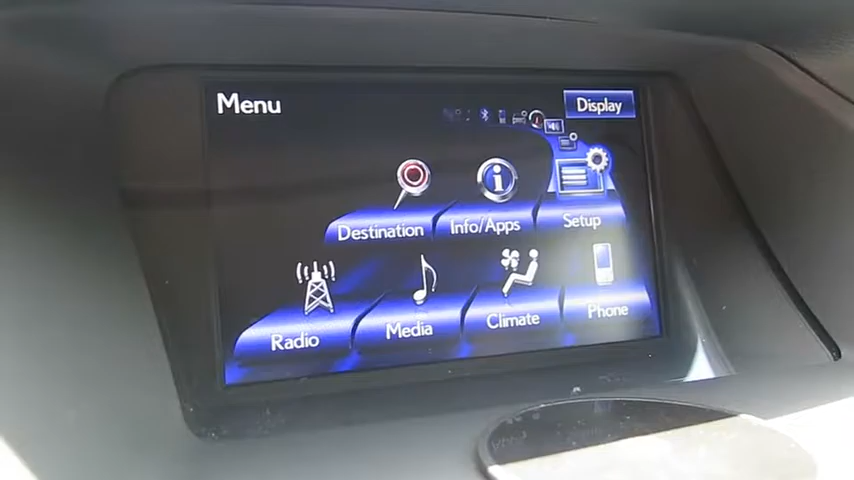 Menu
Display
Destination
Info/Apps
Setup
Radio
Media
Climate
Phone